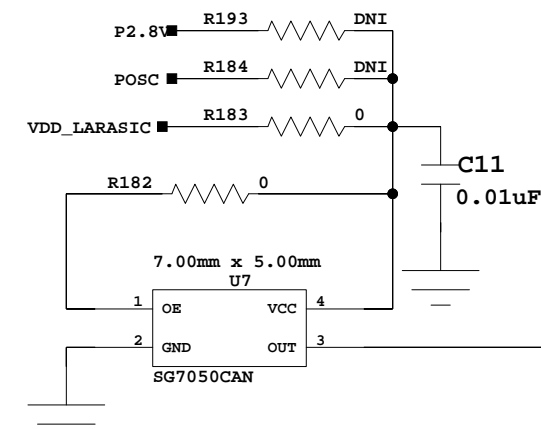 R193 DNI
P2.8V
R184 DNI
POSC
R183 0
VDD_LARASIC
C11
0.01uF
R182 0
7.00mm x 5.00mm
U7
1 OE VCC 4
2 GND OUT 3
SG7050CAN